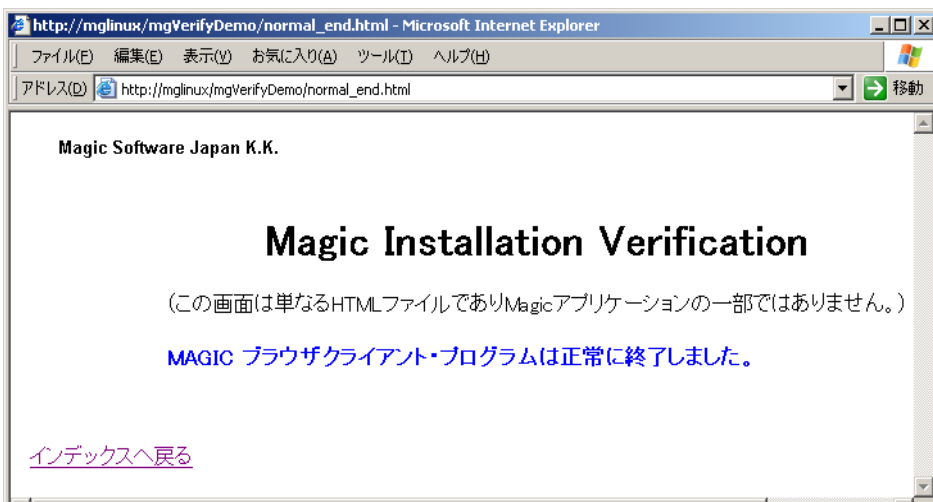 http://mglinux/mgVerifyDemo/normal_end.html - Microsoft Internet Explorer
ファイル(F) 編集(E) 表示(V) お気に入り(A) ツール(T) ヘルプ(H)
アドレス(D) http://mglinux/mgVerifyDemo/normal_end.html 移動
Magic Software Japan K.K.
Magic Installation Verification
(この画面は単なるHTMLファイルでありMagicアプリケーションの一部ではありません。)
MAGIC ブラウザクライアント・プログラムは正常に終了しました。
インデックスへ戻る